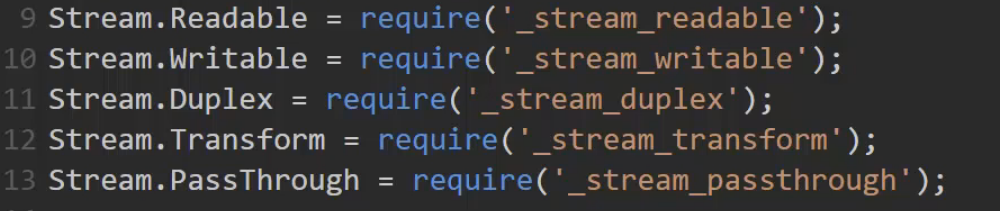 9 Stream.Readable = require('_stream_readable');
10 Stream.Writable = require('_stream_writable');
11 Stream.Duplex = require('_stream_duplex');
12 Stream.Transform = require('_stream_transform');
13 Stream.PassThrough = require('_stream_passthrough');